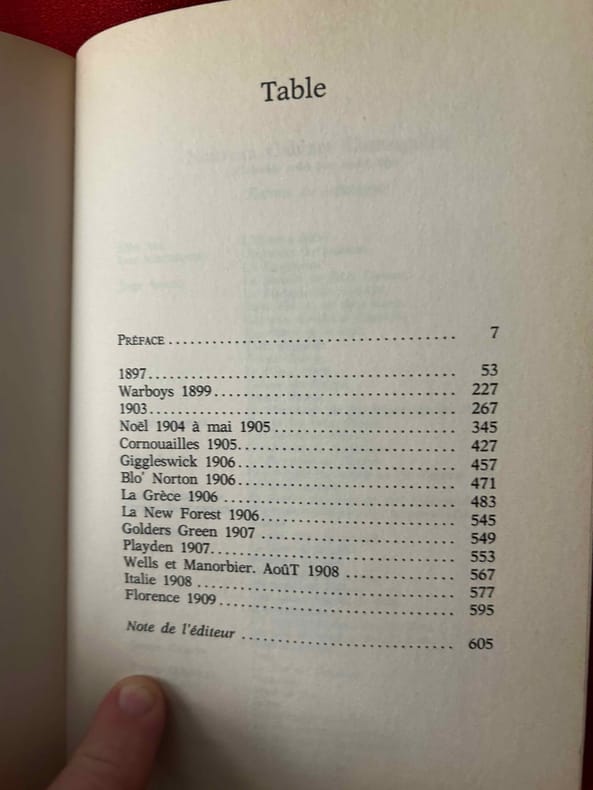 Table
PRÉFACE ........................................ 7
1897 ........................................ 53
Warboys 1899 ........................................ 227
1903 ........................................ 267
Noël 1904 à mai 1905 ........................................ 345
Cornouailles 1905 ........................................ 427
Giggleswick 1906 ........................................ 457
Blo' Norton 1906 ........................................ 471
La Grèce 1906 ........................................ 483
La New Forest 1906 ........................................ 545
Golders Green 1907 ........................................ 549
Playden 1907 ........................................ 553
Wells et Manorbier. AoûT 1908 ........................................ 567
Italie 1908 ........................................ 577
Florence 1909 ........................................ 595
Note de l'éditeur ........................................ 605